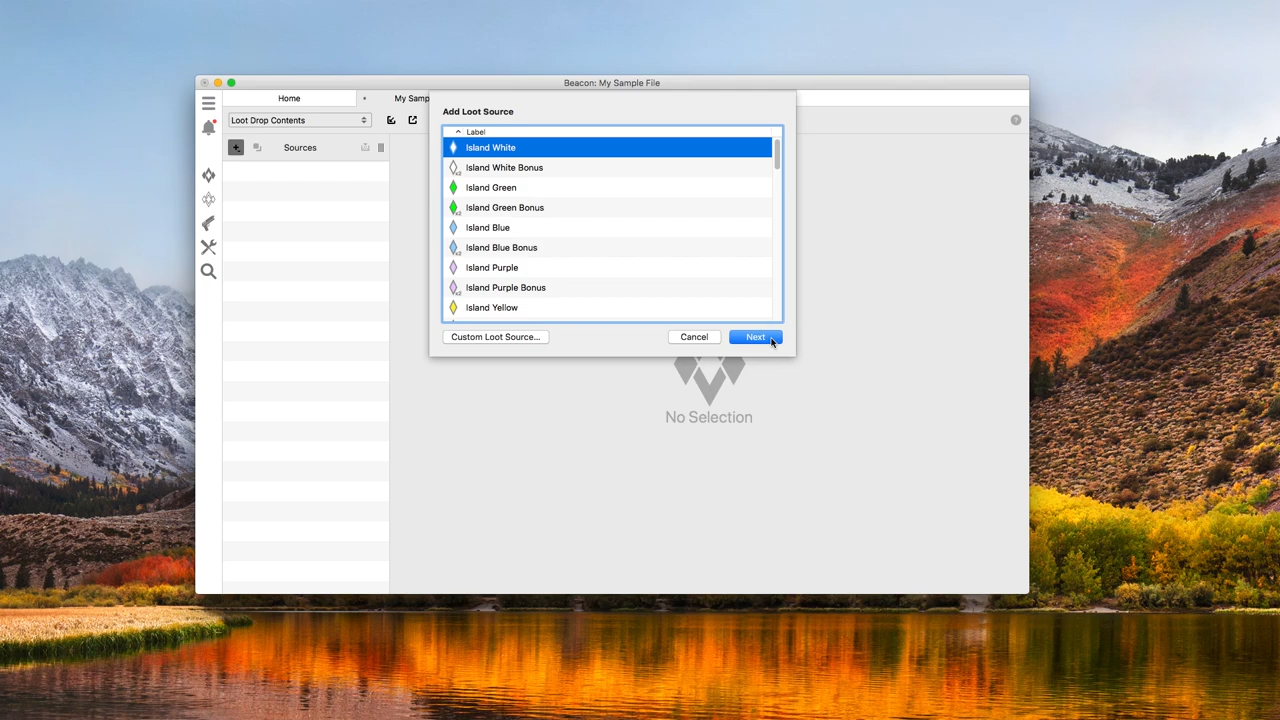 Beacon: My Sample File
Home
My Samp
Loot Drop Contents
Sources
Add Loot Source
Label
Island White
Island White Bonus
Island Green
Island Green Bonus
Island Blue
Island Blue Bonus
Island Purple
Island Purple Bonus
Island Yellow
Custom Loot Source...
Cancel
Next
No Selection